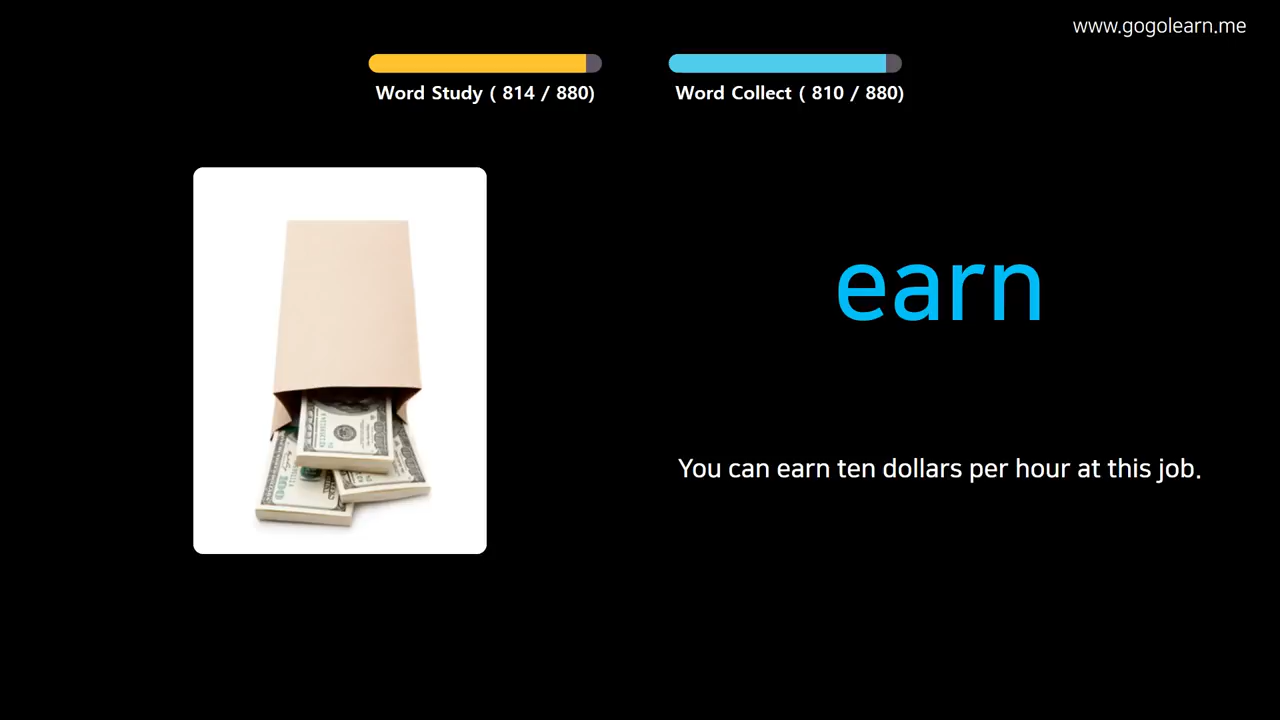 www.gogolearn.me
Word Study ( 814 / 880)
Word Collect ( 810 / 880)
earn
You can earn ten dollars per hour at this job.